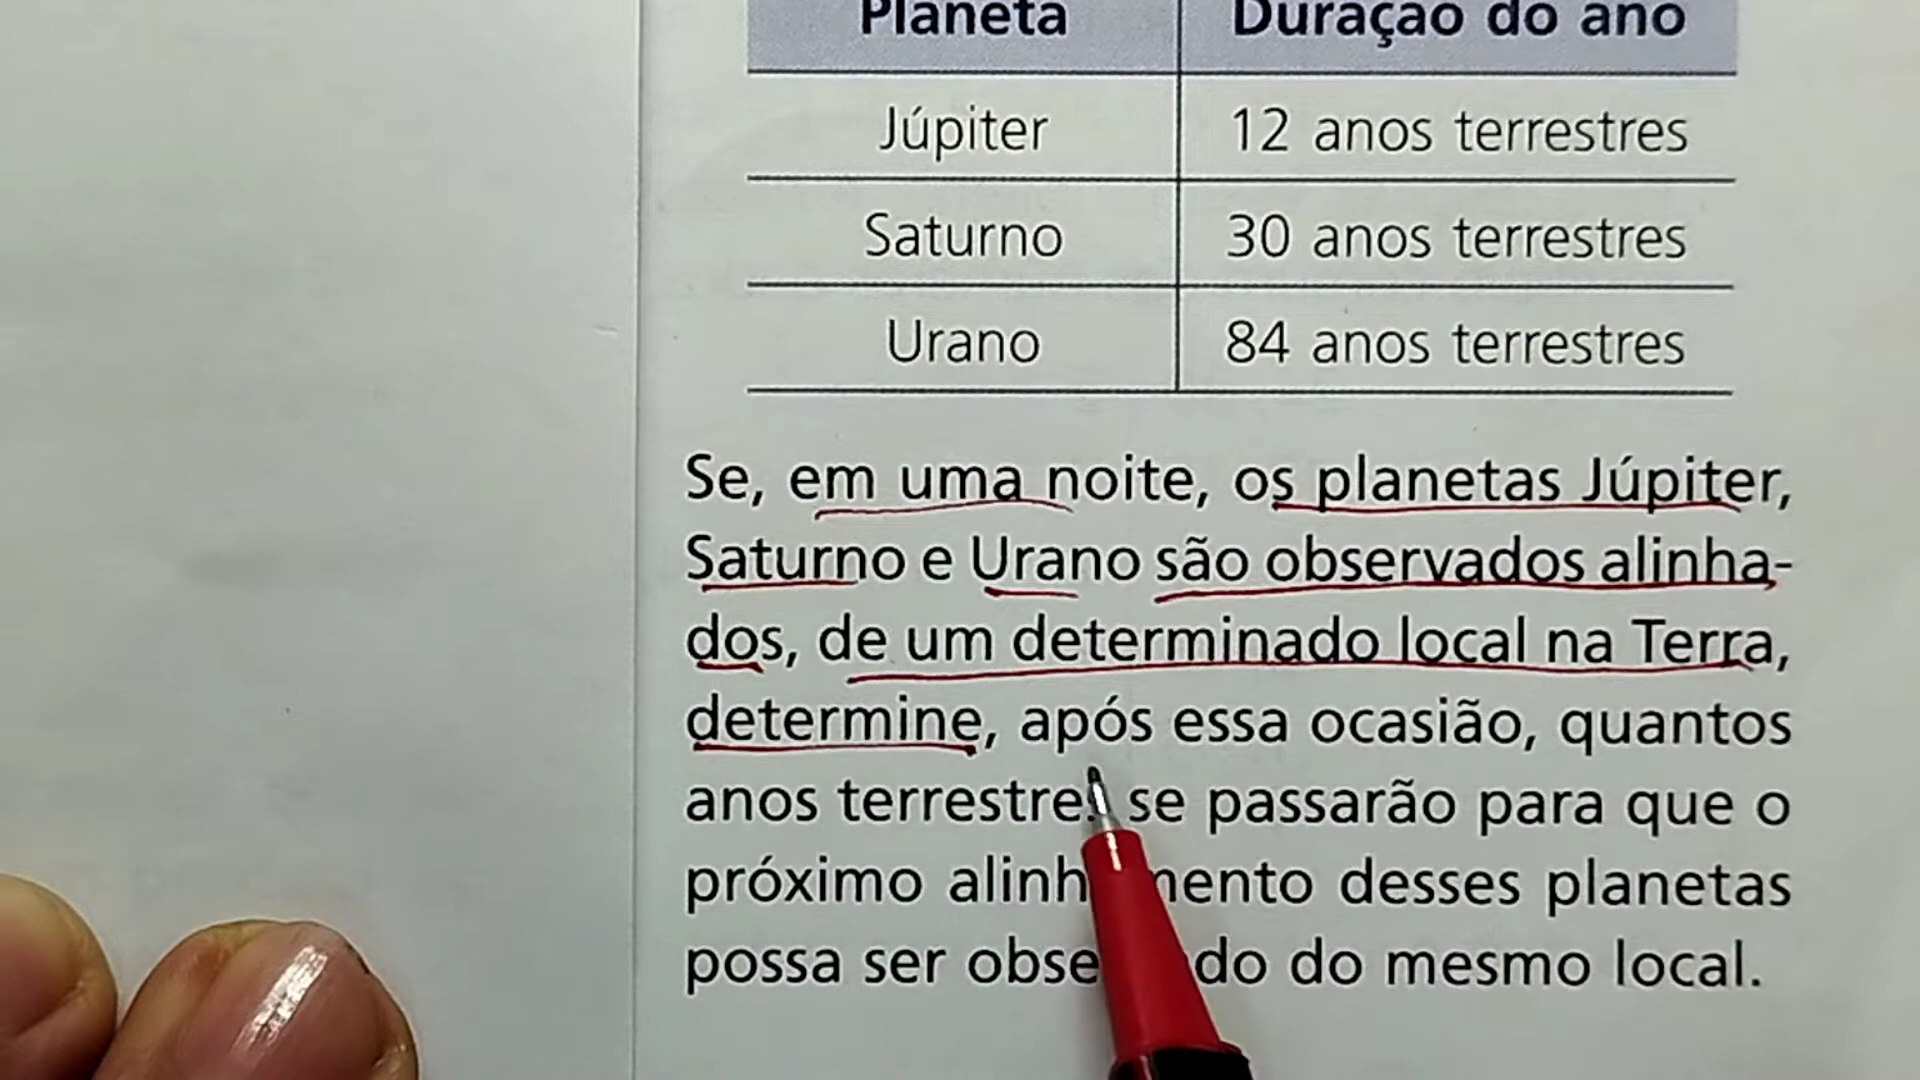 Planeta Duração do ano
Júpiter 12 anos terrestres
Saturno 30 anos terrestres
Urano 84 anos terrestres
Se, em uma noite, os planetas Júpiter,
Saturno e Urano são observados alinha-
dos, de um determinado local na Terra,
determine, após essa ocasião, quantos
anos terrestres se passarão para que o
próximo alinhamento desses planetas
possa ser observado do mesmo local.